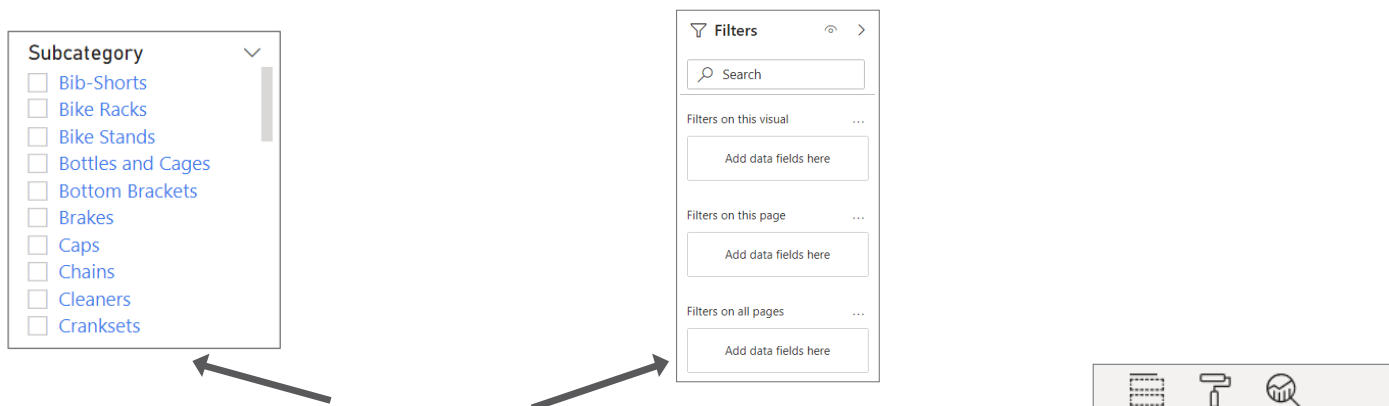 Subcategory
Bib-Shorts
Bike Racks
Bike Stands
Bottles and Cages
Bottom Brackets
Brakes
Caps
Chains
Cleaners
Cranksets
Filters
Search
Filters on this visual
...
Add data fields here
Filters on this page
...
Add data fields here
Filters on all pages
...
Add data fields here